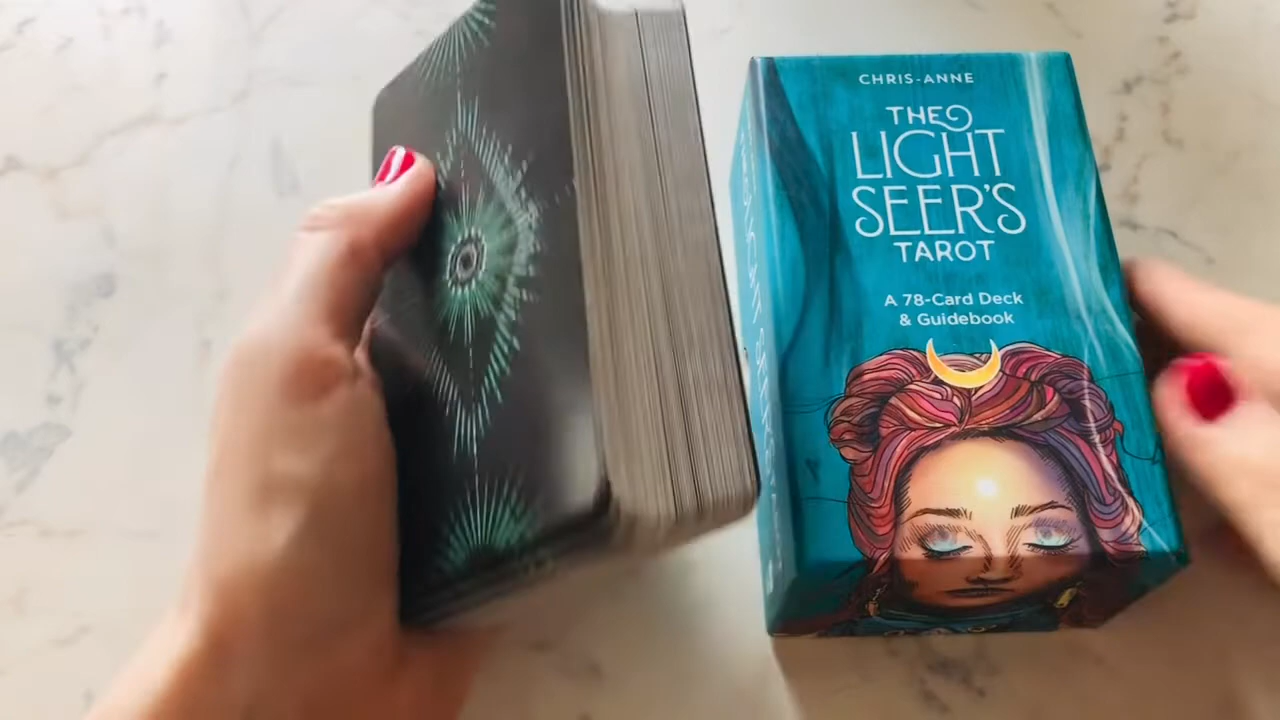 CHRIS-ANNE
THE
LIGHT
SEER'S
TAROT
A 78-Card Deck
& Guidebook